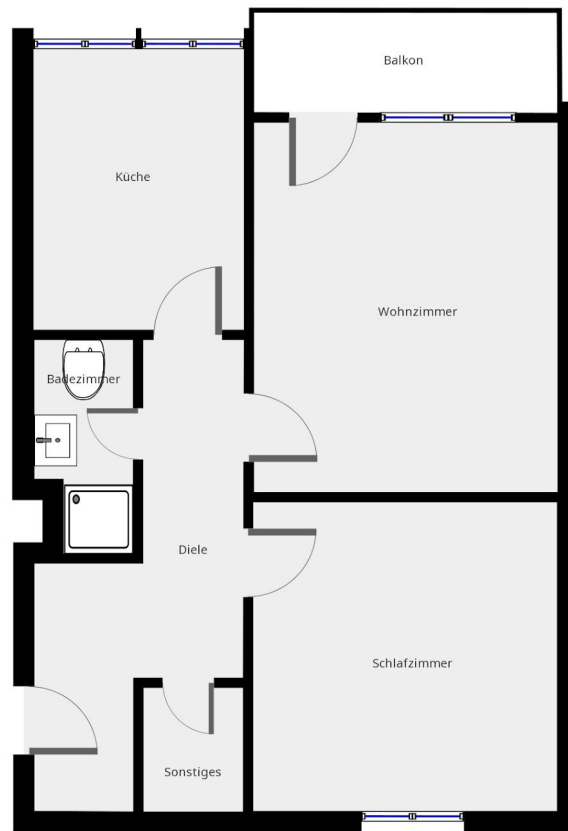 Balkon
Küche
Wohnzimmer
Badezimmer
Diele
Schlafzimmer
Sonstiges